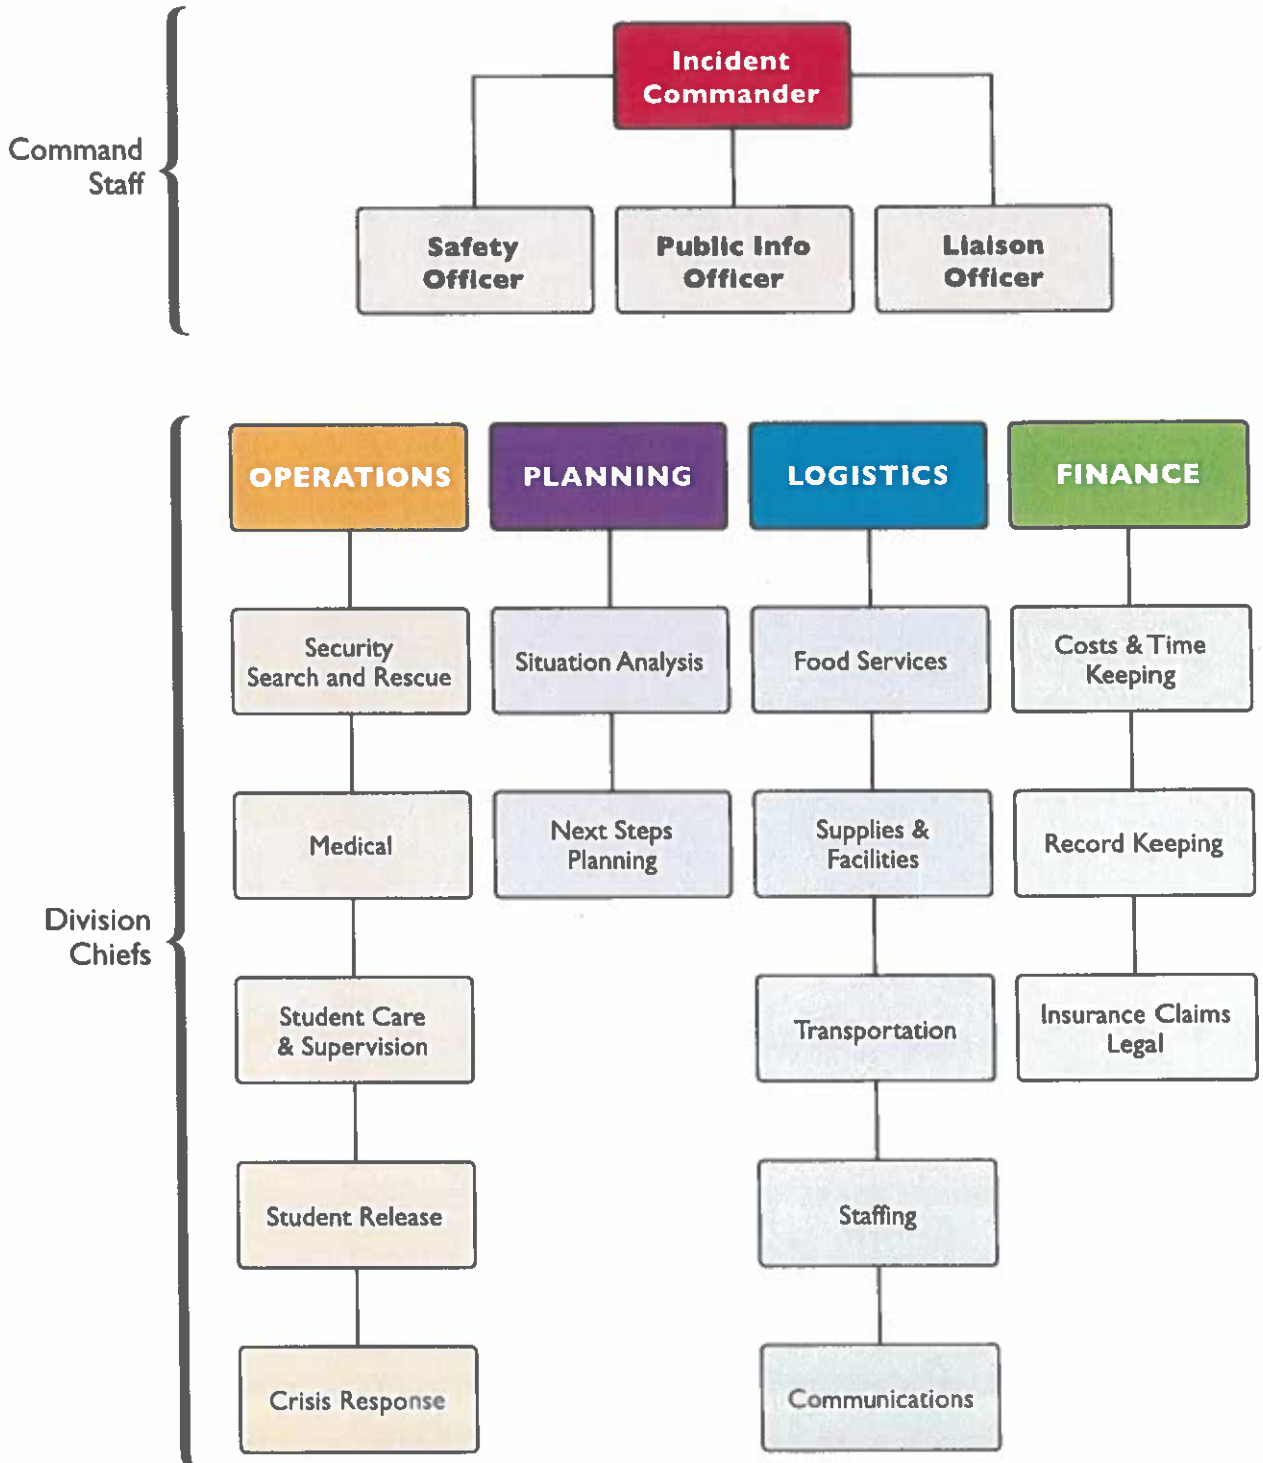 Command
Staff
Incident
Commander
Safety
Officer
Public Info
Officer
Liaison
Officer
Division
Chiefs
OPERATIONS
Security
Search and Rescue
Medical
Student Care
& Supervision
Student Release
Crisis Response
PLANNING
Situation Analysis
Next Steps
Planning
LOGISTICS
Food Services
Supplies &
Facilities
Transportation
Staffing
Communications
FINANCE
Costs & Time
Keeping
Record Keeping
Insurance Claims
Legal